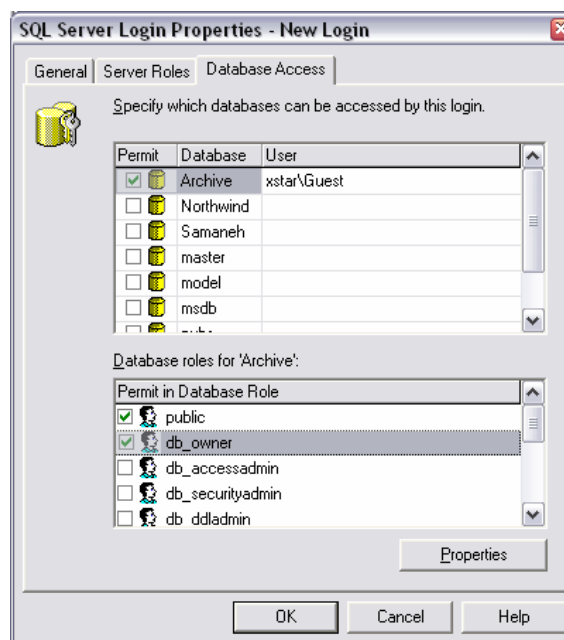 SQL Server Login Properties - New Login
General Server Roles Database Access
Specify which databases can be accessed by this login.
Permit Database User
Archive xstar\Guest
Northwind
Samaneh
master
model
msdb
Database roles for 'Archive':
Permit in Database Role
public
db_owner
db_accessadmin
db_securityadmin
db_ddladmin
Properties
OK Cancel Help